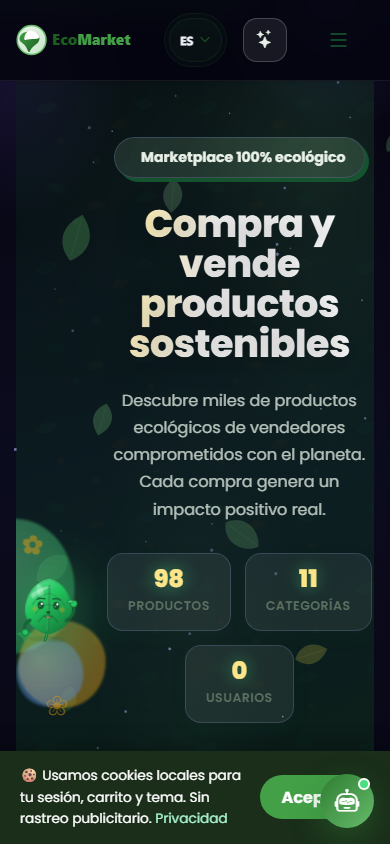 EcoMarket
ES
Marketplace 100% ecológico
Compra y
vende
productos
sostenibles
Descubre miles de productos
ecológicos de vendedores
comprometidos con el planeta.
Cada compra genera un
impacto positivo real.
98
PRODUCTOS
11
CATEGORÍAS
0
USUARIOS
🍪 Usamos cookies locales para
tu sesión, carrito y tema. Sin
rastreo publicitario. Privacidad